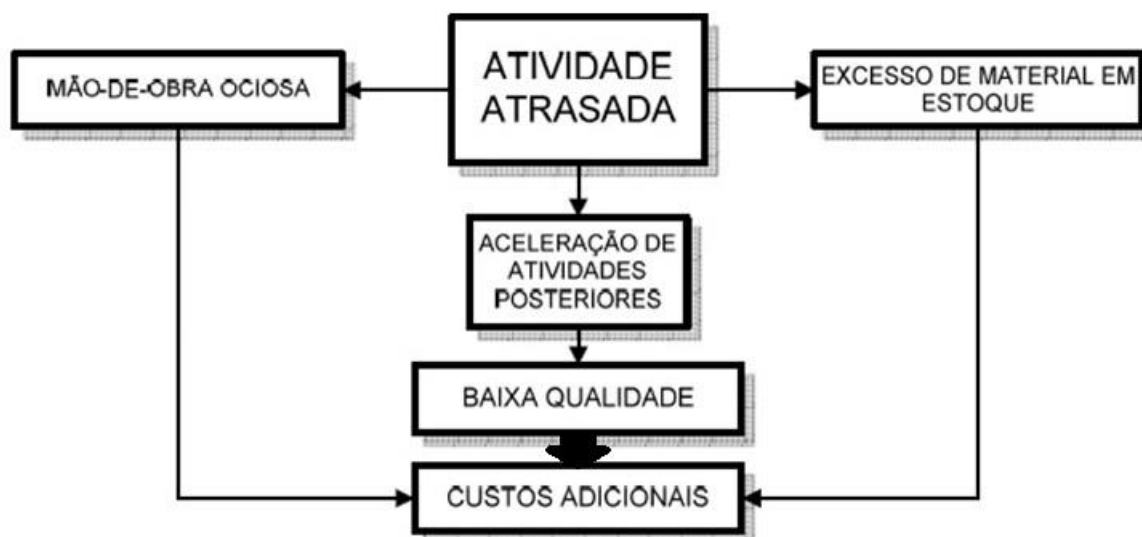 ATIVIDADE
ATRASADA
MÃO-DE-OBRA OCIOSA
EXCESSO DE MATERIAL EM
ESTOQUE
ACELERAÇÃO DE
ATIVIDADES
POSTERIORES
BAIXA QUALIDADE
CUSTOS ADICIONAIS